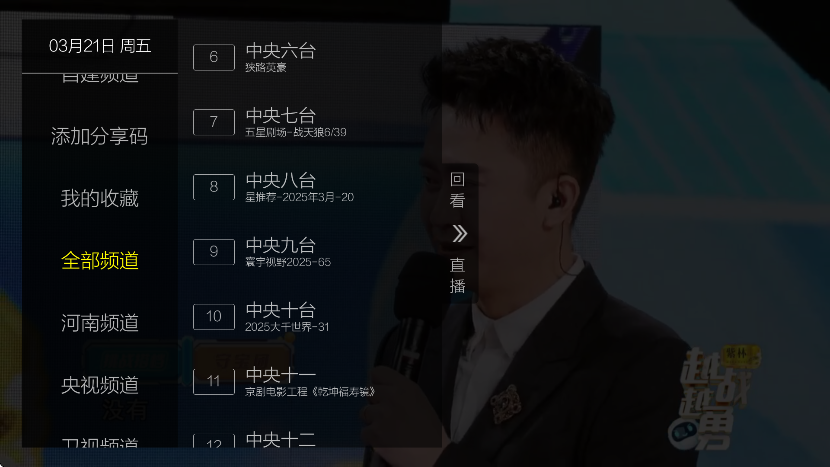 03月21日 周五
自建频道
添加分享码
我的收藏
全部频道
河南频道
央视频道
卫视频道
6 中央六台
狭路英豪
7 中央七台
五星剧场-战天狼6/39
8 中央八台
星推荐-2025年3月-20
9 中央九台
寰宇视野2025-65
10 中央十台
2025大千世界-31
11 中央十一
京剧电影工程《乾坤福寿镜》
12 中央十二
回看
直播
没有
越战越勇